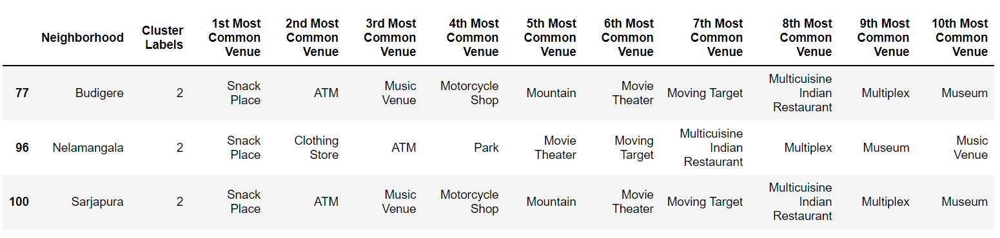 Neighborhood Cluster Labels 1st Most Common Venue 2nd Most Common Venue 3rd Most Common Venue 4th Most Common Venue 5th Most Common Venue 6th Most Common Venue 7th Most Common Venue 8th Most Common Venue 9th Most Common Venue 10th Most Common Venue
77 Budigere 2 Snack Place ATM Music Venue Motorcycle Shop Mountain Movie Theater Moving Target Multicuisine Indian Restaurant Multiplex Museum
96 Nelamangala 2 Snack Place Clothing Store ATM Park Movie Theater Moving Target Multicuisine Indian Restaurant Multiplex Museum Music Venue
100 Sarjapura 2 Snack Place ATM Music Venue Motorcycle Shop Mountain Movie Theater Moving Target Multicuisine Indian Restaurant Multiplex Museum